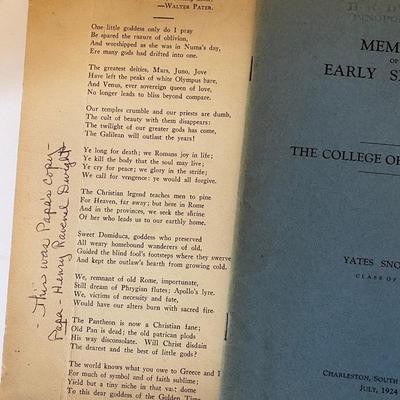 —WALTER PATER.
One little goddess only do I pray
Be spared the razure of oblivion,
And worshipped as she was in Numa's day,
Ere many gods had drifted into one.
The greatest deities, Mars, Juno, Jove
Have left the peaks of white Olympus bare,
And Venus, ever sovereign queen of love,
No longer leads to bliss beyond compare.
Our temples crumble and our priests are dumb,
The cult of beauty with them disappears:
The twilight of our greater gods has come,
The Galilean will outlast the years!
Ye long for death; we Romans joy in life;
Ye kill the body that the soul may live;
Ye cry for peace; we glory in the strife;
We call for vengeance: ye would all forgive.
The Christian legend teaches men to pine
For Heaven, far away; but here in Rome
And in the provinces, we seek the shrine
Of her who leads us to our earthly home.
Sweet Domiduca, goddess who preserved
All weary homebound wanderers of old,
Guided the blind fool's footsteps where they swerve
And kept the outlaw's hearth from growing cold.
We, remnant of old Rome, importunate,
Still dream of Phrygian flutes; Apollo's lyre.
We, victims of necessity and fate,
Would have our alters burn with sacred fire
The Pantheon is now a Christian fane;
Old Pan is dead; the old patrican plods
His way disconsolate. Will Christ disdain
The dearest and the best of little gods?
The world knows what you owe to Greece and I
For much of symbol and of faith sublime;
Yield but a tiny niche in that vast dome
To this dear goddess of the Golden Time
- This was Papa's copy -
Papa - Henry Ravenel Dwight
MEM
OF
EARLY S
THE COLLEGE OF
YATES SNO
CLASS OF
CHARLESTON, SOUTH
JULY, 1924